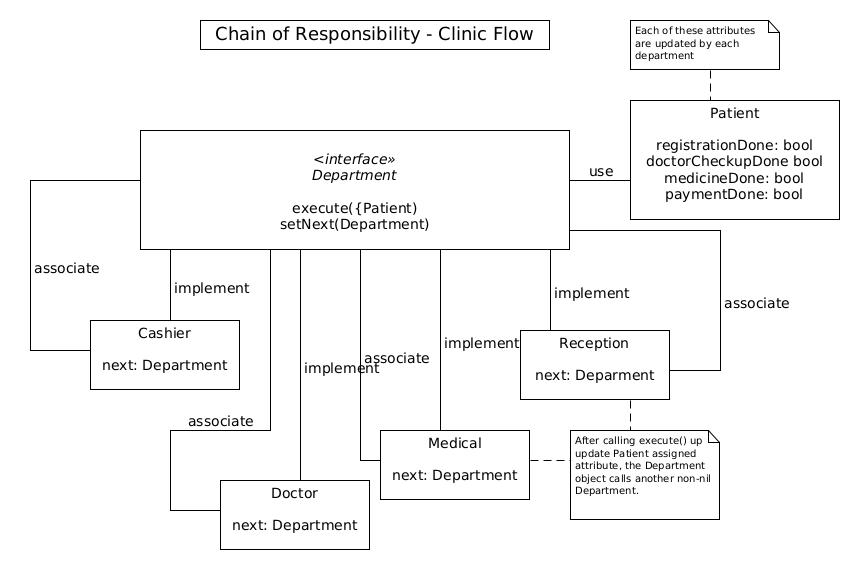 Chain of Responsibility - Clinic Flow
Each of these attributes
are updated by each
department
Patient
registrationDone: bool
doctorCheckupDone bool
medicineDone: bool
paymentDone: bool
<interface»
Department
execute({Patient)
setNext(Department)
use
associate
implement
implement
associate
implement
implement
associate
associate
Cashier
next: Department
Reception
next: Deparment
Medical
next: Department
Doctor
next: Department
After calling execute() up
update Patient assigned
attribute, the Department
object calls another non-nil
Department.